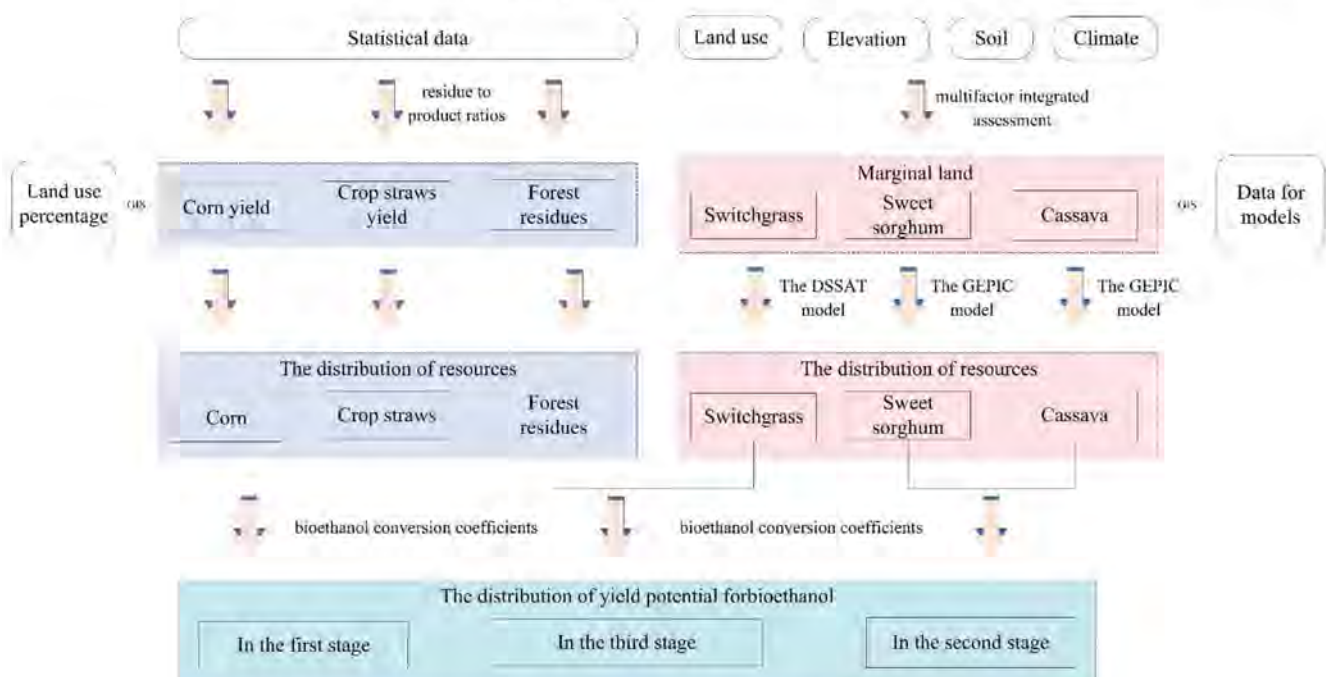 Statistical data
Land use
Elevation
Soil
Climate
residue to
product ratios
multifactor integrated
assessment
Land use
percentage
GIS
Corn yield
Crop straws
yield
Forest
residues
Marginal land
Switchgrass
Sweet
sorghum
Cassava
GIS
Data for
models
The DSSAT
model
The GEPIC
model
The GEPIC
model
The distribution of resources
Corn
Crop straws
Forest
residues
The distribution of resources
Switchgrass
Sweet
sorghum
Cassava
bioethanol conversion coefficients
bioethanol conversion coefficients
The distribution of yield potential forbioethanol
In the first stage
In the third stage
In the second stage